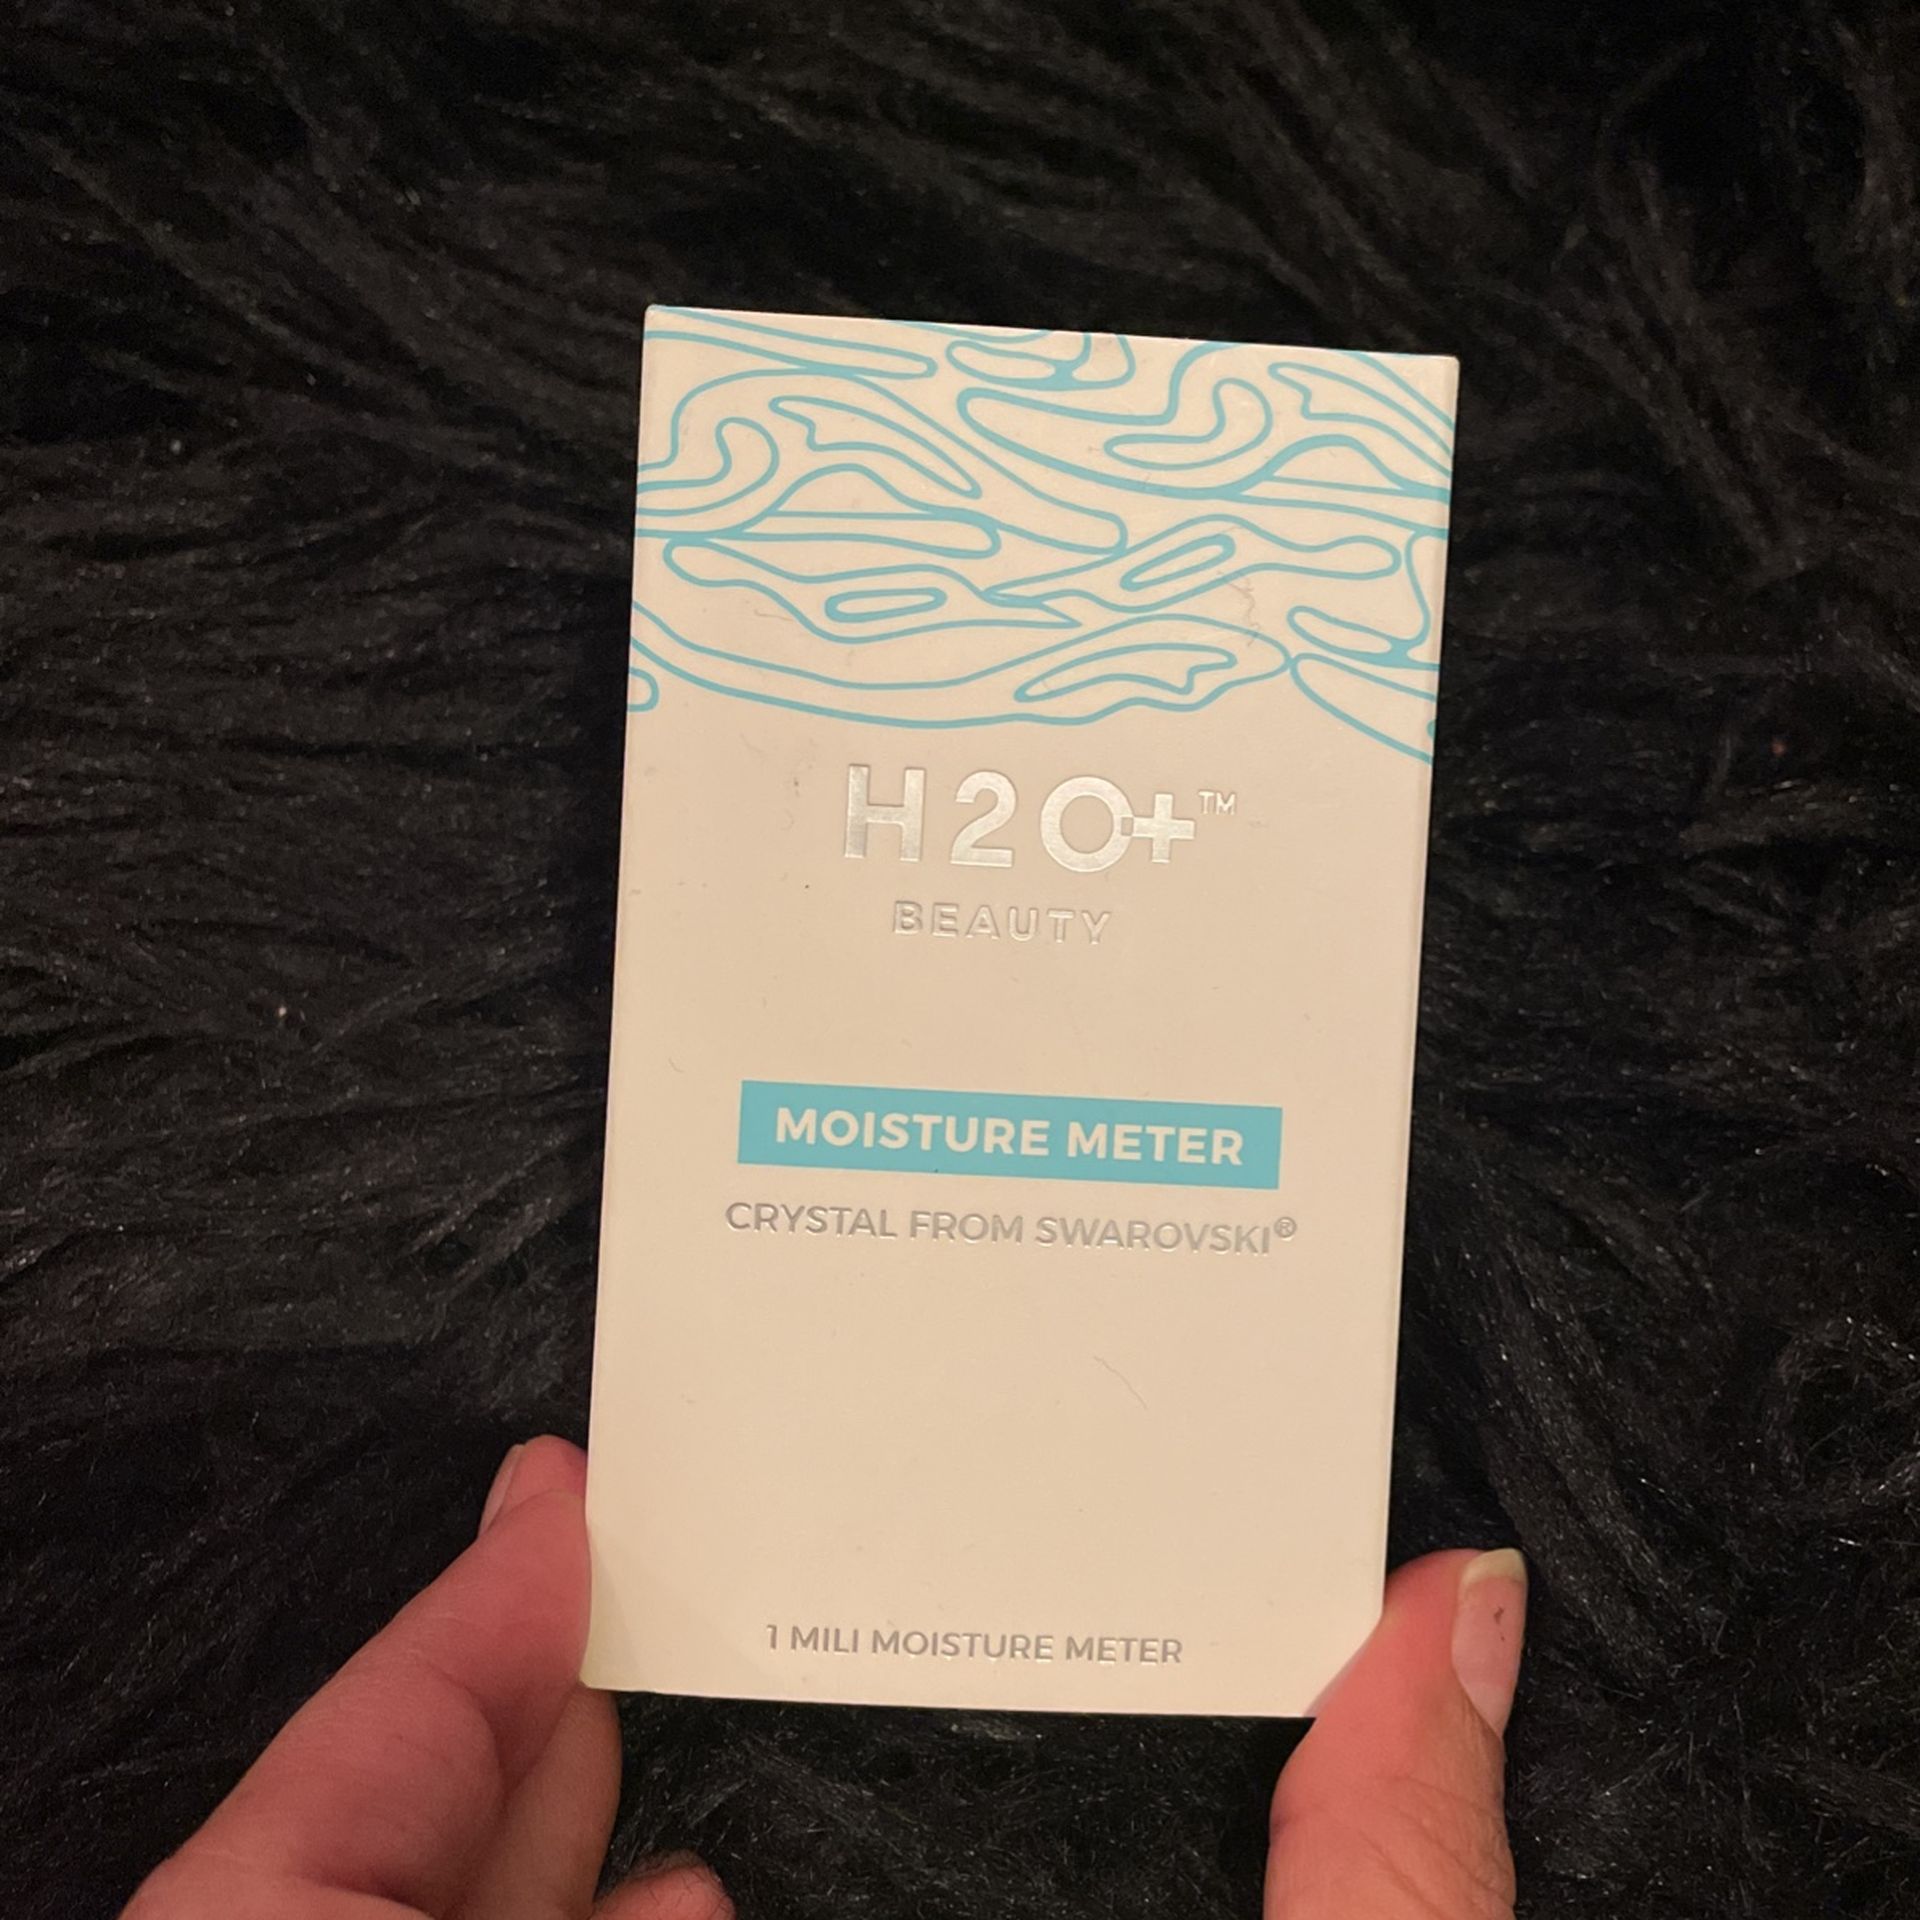 H2O+™
BEAUTY
MOISTURE METER
CRYSTAL FROM SWAROVSKI®
1 MILI MOISTURE METER